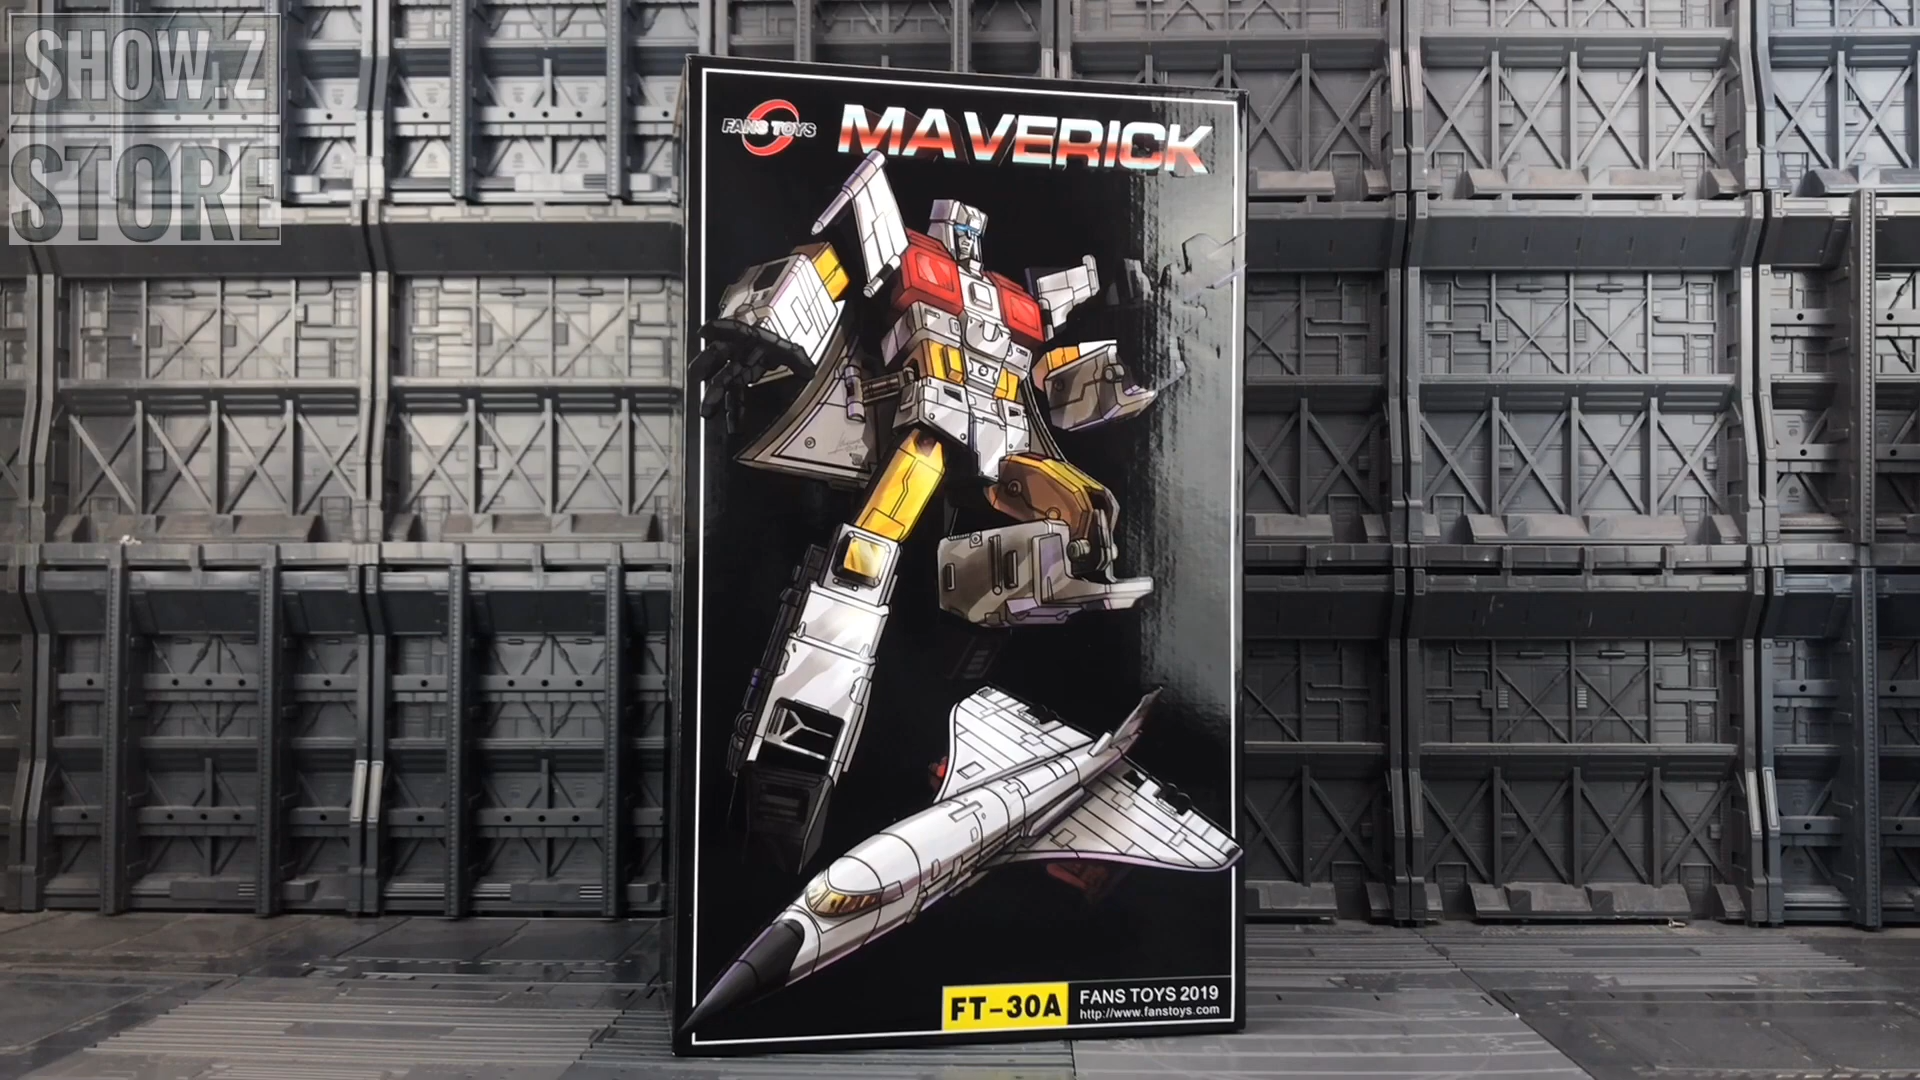 SHOW.Z
STORE
FANS TOYS
MAVERICK
FT-30A
FANS TOYS 2019
http://www.fanstoys.com